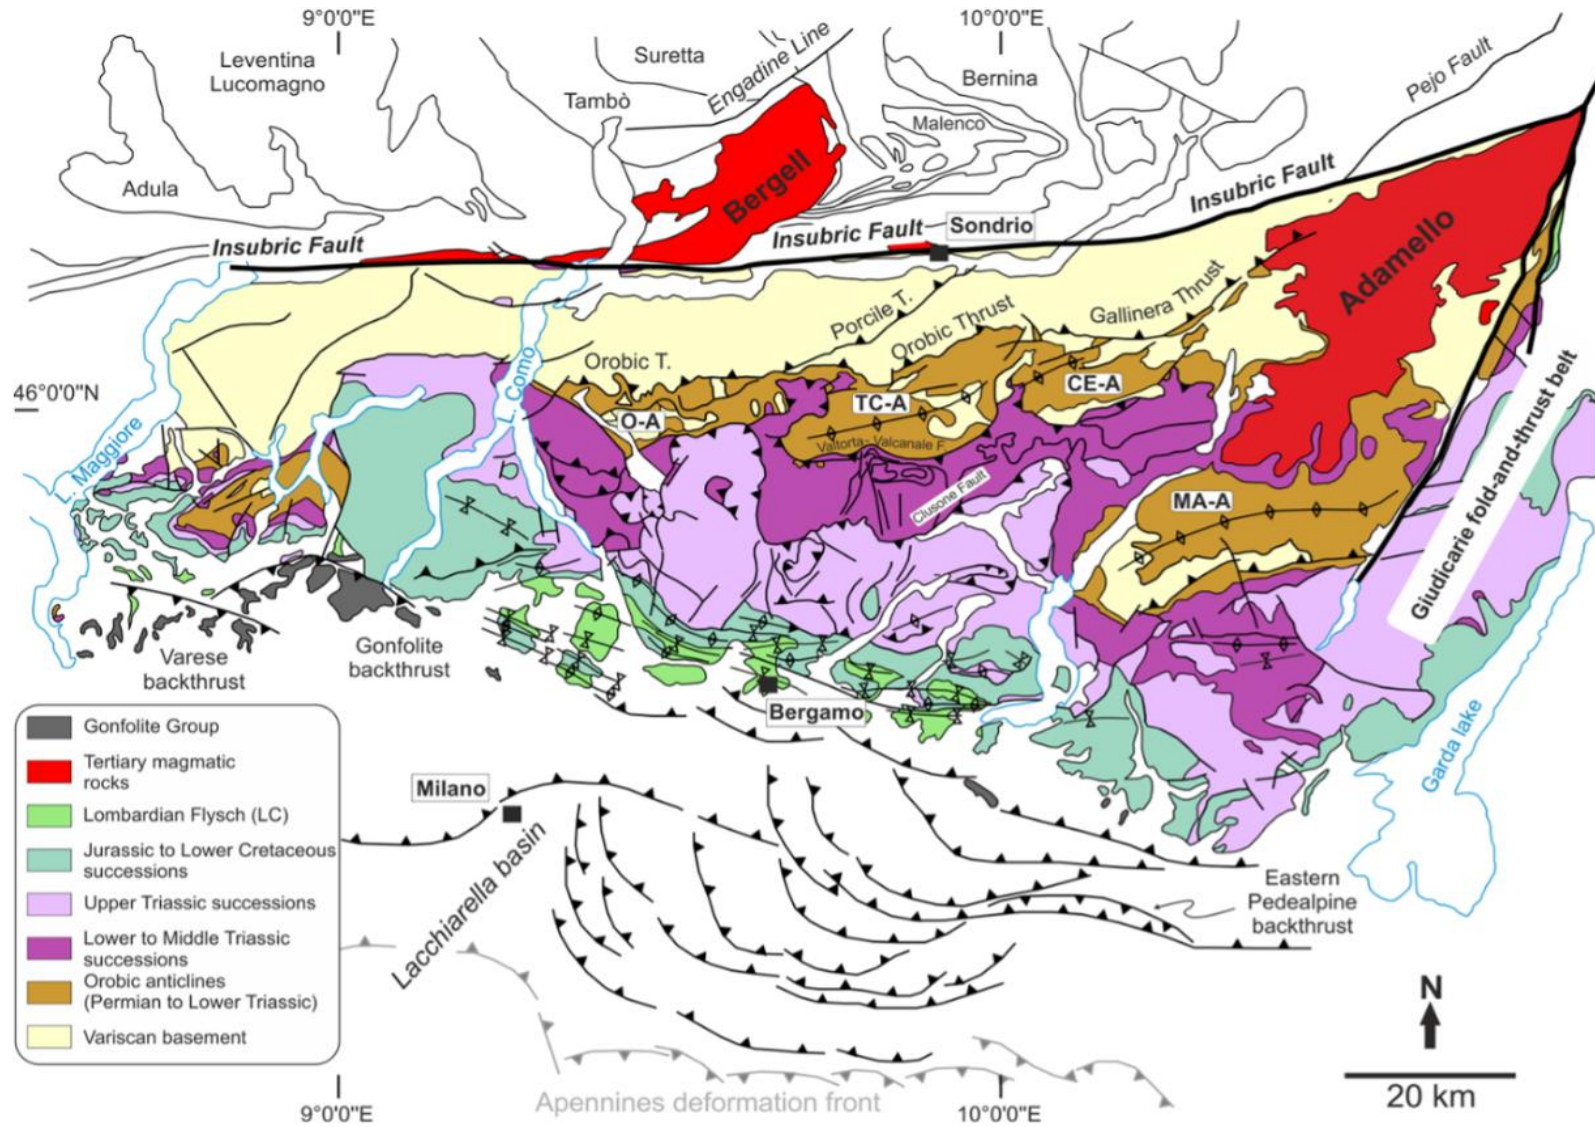 9°0'0"E
10°0'0"E
Leventina
Lucomagno
Suretta
Engadine Line
Tambò
Bernina
Pejo Fault
Malenco
Adula
Bergell
Insubric Fault
Insubric Fault
Insubric Fault
Sondrio
Adamello
Porcile T.
Orobic Thrust
Gallinera Thrust
Orobic T.
46°0'0"N
L. Como
CE-A
TC-A
O-A
Valtorta- Valcanale F.
L. Maggiore
Clusone Fault
MA-A
Giudicarie fold-and-thrust belt
Varese
backthrust
Gonfolite
backthrust
Bergamo
Garda lake
Milano
Lacchiarella basin
Eastern
Pedealpine
backthrust
Gonfolite Group
Tertiary magmatic
rocks
Lombardian Flysch (LC)
Jurassic to Lower Cretaceous
successions
Upper Triassic successions
Lower to Middle Triassic
successions
Orobic anticlines
(Permian to Lower Triassic)
Variscan basement
N
20 km
Apennines deformation front
9°0'0"E
10°0'0"E